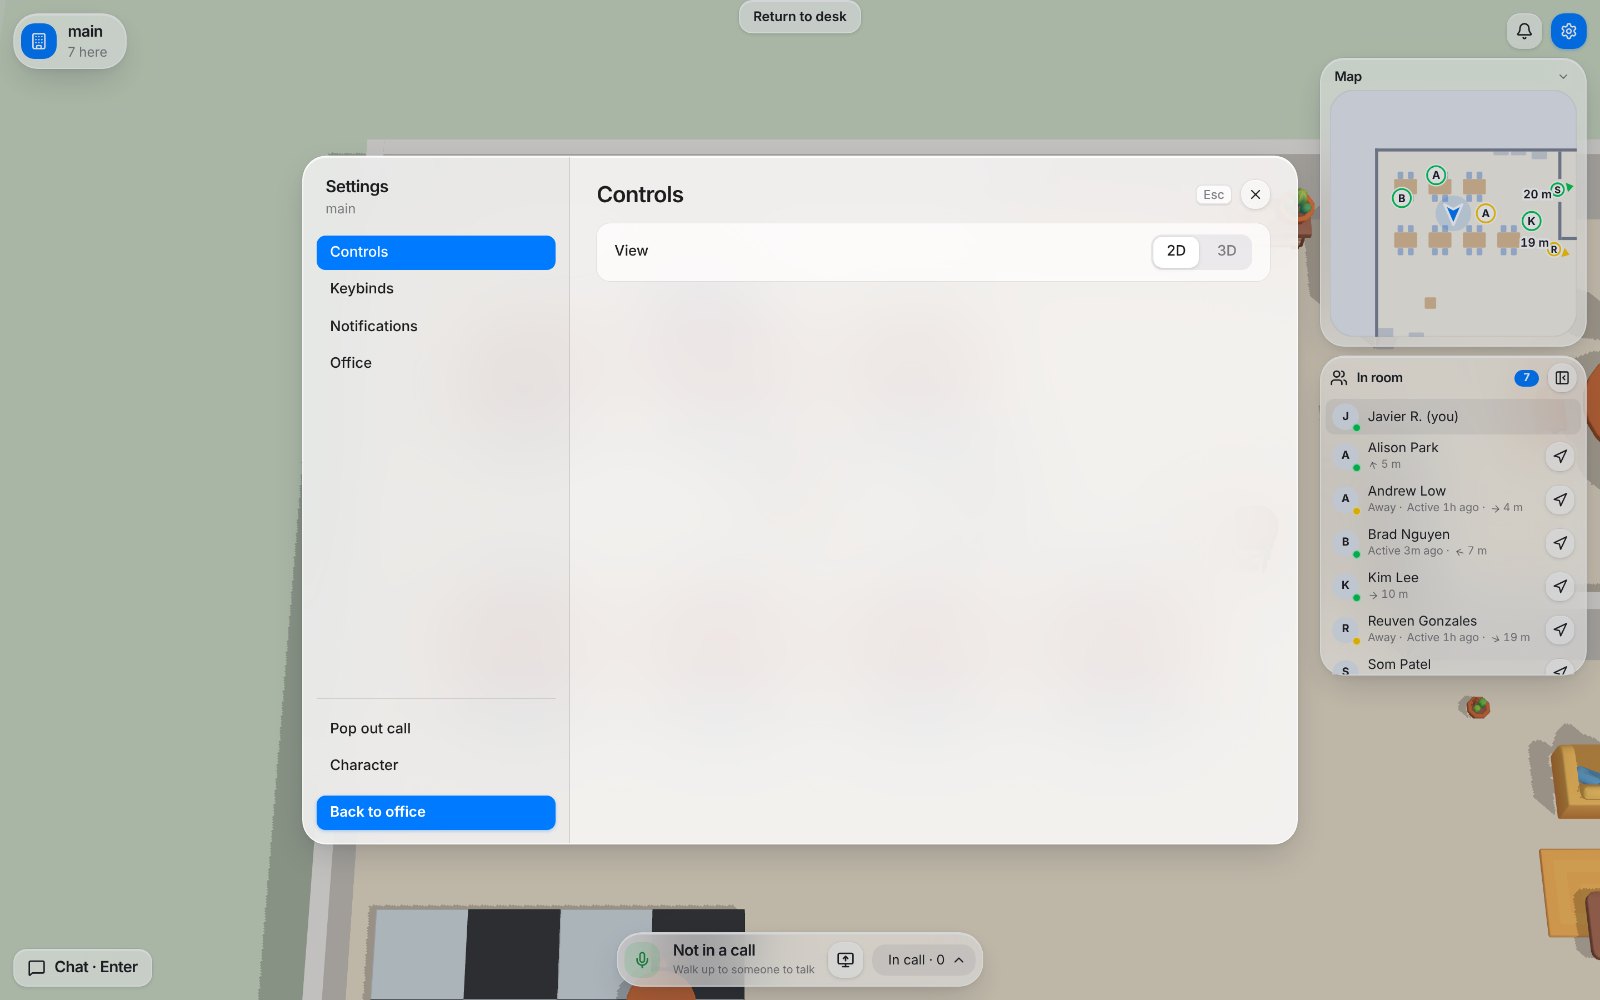 main
7 here
Return to desk
Map
A
B
A
S
20 m
K
19 m
R
Settings
main
Controls
Keybinds
Notifications
Office
Pop out call
Character
Back to office
Controls
Esc
View
2D
3D
In room
7
J
Javier R. (you)
A
Alison Park
↖ 5 m
A
Andrew Low
Away · Active 1h ago · → 4 m
B
Brad Nguyen
Active 3m ago · ← 7 m
K
Kim Lee
→ 10 m
R
Reuven Gonzales
Away · Active 1h ago · ↘ 19 m
S
Som Patel
Chat · Enter
Not in a call
Walk up to someone to talk
In call · 0